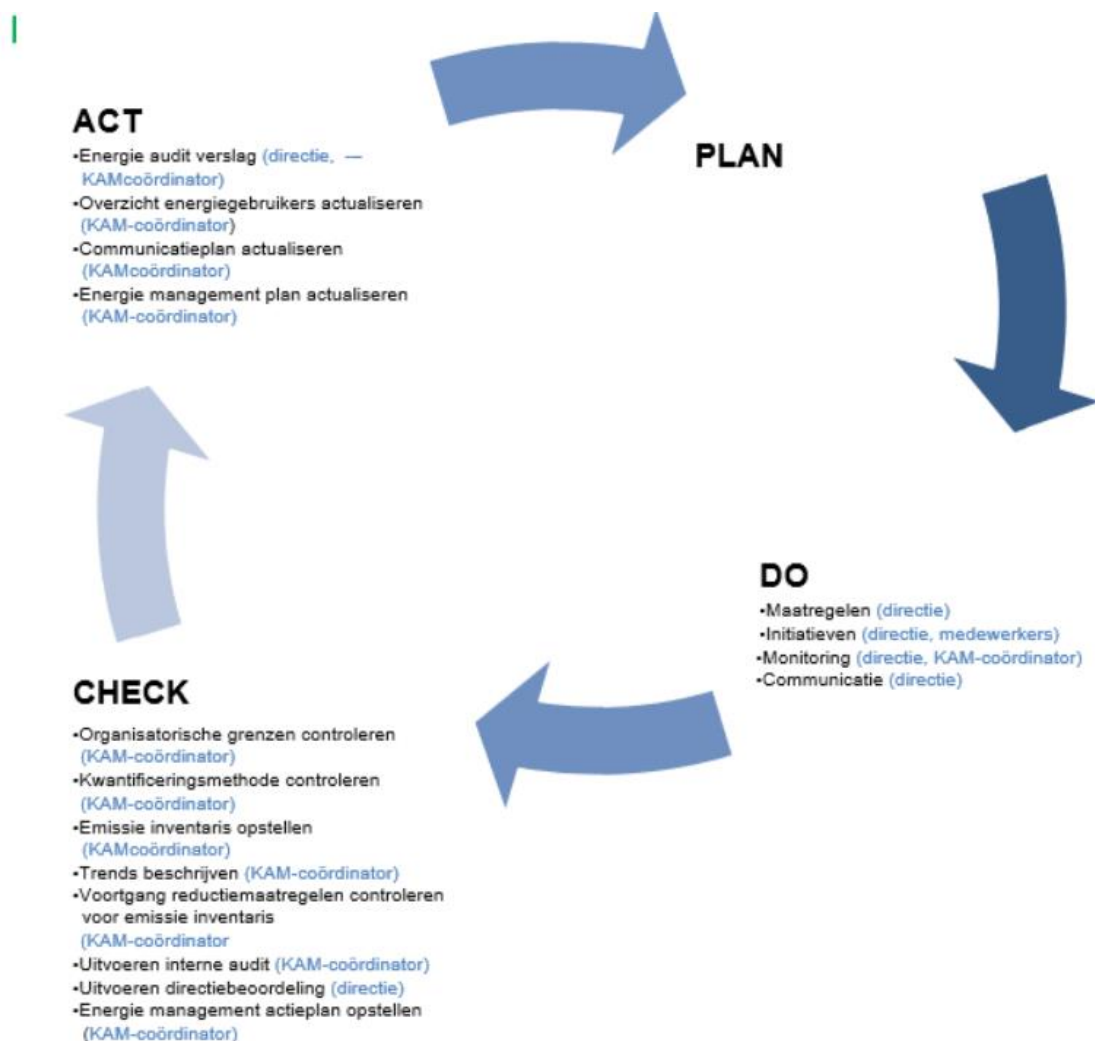 ACT
•Energie audit verslag (directie, —
KAMcoördinator)
•Overzicht energiegebruikers actualiseren
(KAM-coördinator)
•Communicatieplan actualiseren
(KAMcoördinator)
•Energie management plan actualiseren
(KAM-coördinator)
PLAN
DO
•Maatregelen (directie)
•Initiatieven (directie, medewerkers)
•Monitoring (directie, KAM-coördinator)
•Communicatie (directie)
CHECK
•Organisatorische grenzen controleren
(KAM-coördinator)
•Kwantificeringsmethode controleren
(KAM-coördinator)
•Emissie inventaris opstellen
(KAMcoördinator)
•Trends beschrijven (KAM-coördinator)
•Voortgang reductiemaatregelen controleren
voor emissie inventaris
(KAM-coördinator
•Uitvoeren interne audit (KAM-coördinator)
•Uitvoeren directiebeoordeling (directie)
•Energie management actieplan opstellen
(KAM-coördinator)